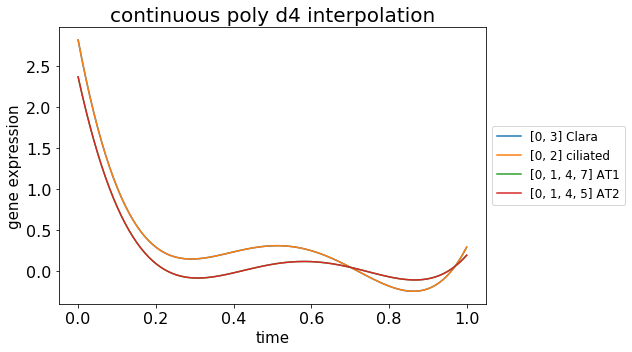 continuous poly d4 interpolation
gene expression
2.5
2.0
1.5
1.0
0.5
0.0
0.0 0.2 0.4 0.6 0.8 1.0
time
[0, 3] Clara
[0, 2] ciliated
[0, 1, 4, 7] AT1
[0, 1, 4, 5] AT2